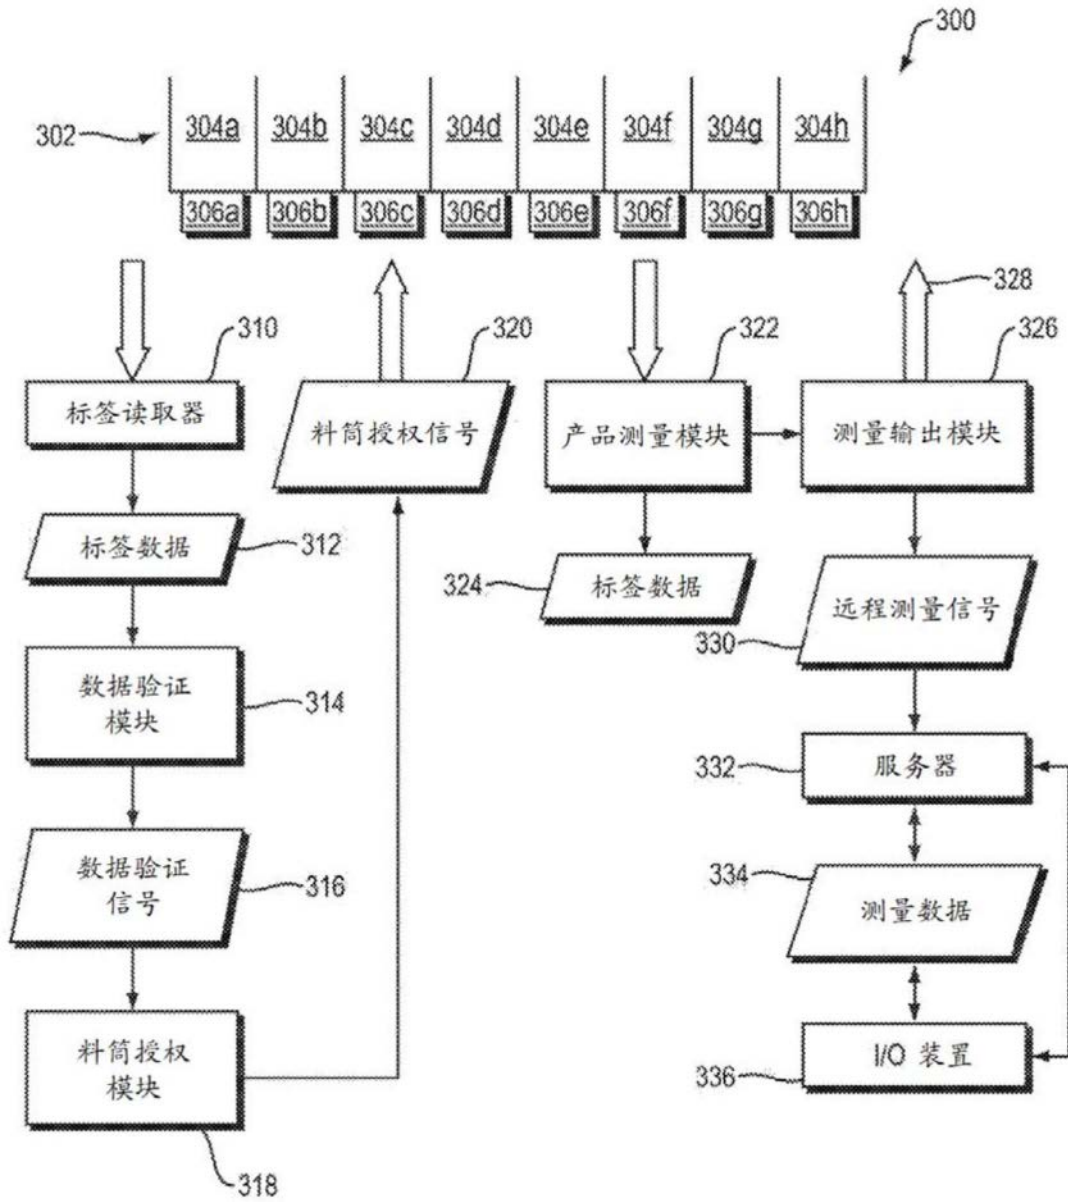 300
302
304a 304b 304c 304d 304e 304f 304g 304h
306a 306b 306c 306d 306e 306f 306g 306h
328
310
320
322
326
标签读取器
料筒授权信号
产品测量模块
测量输出模块
标签数据
312
324
标签数据
远程测量信号
330
数据验证
模块
314
332
服务器
数据验证
信号
316
334
测量数据
料筒授权
模块
336
I/O 装置
318